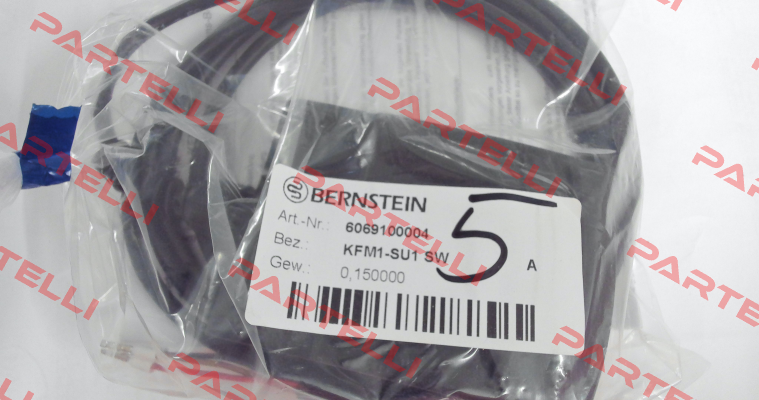 BERNSTEIN
Art.-Nr.: 6069100004
Bez.: KFM1-SU1 SW
Gew.: 0,150000
5
A
PARTELLI
PARTELLI
PARTELLI
PARTELLI
PARTELLI
PARTELLI
PARTELLI
PARTELLI
PARTELLI